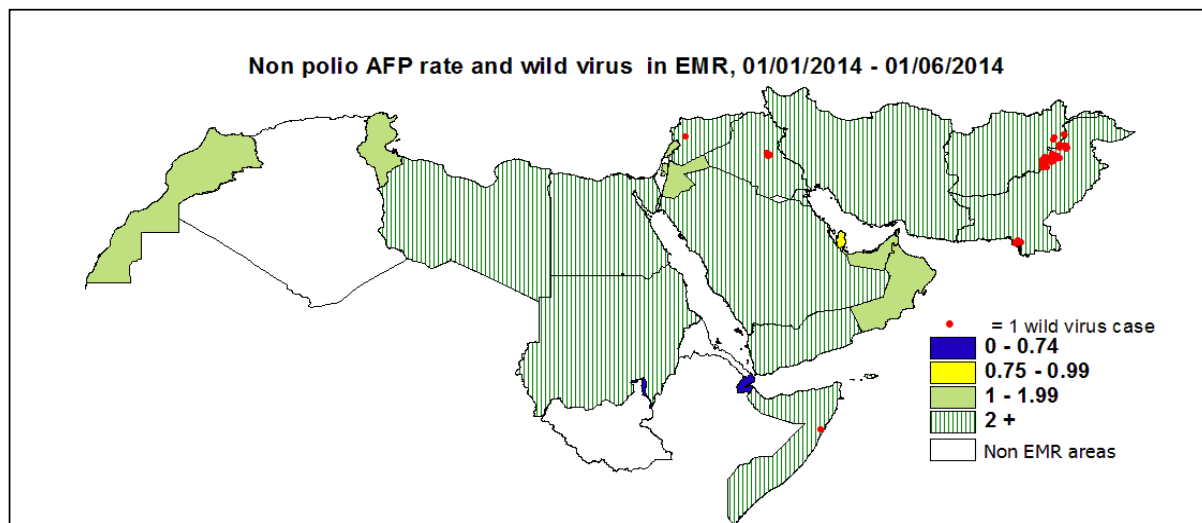 Non polio AFP rate and wild virus in EMR, 01/01/2014 - 01/06/2014
= 1 wild virus case
0 - 0.74
0.75 - 0.99
1 - 1.99
2 +
Non EMR areas